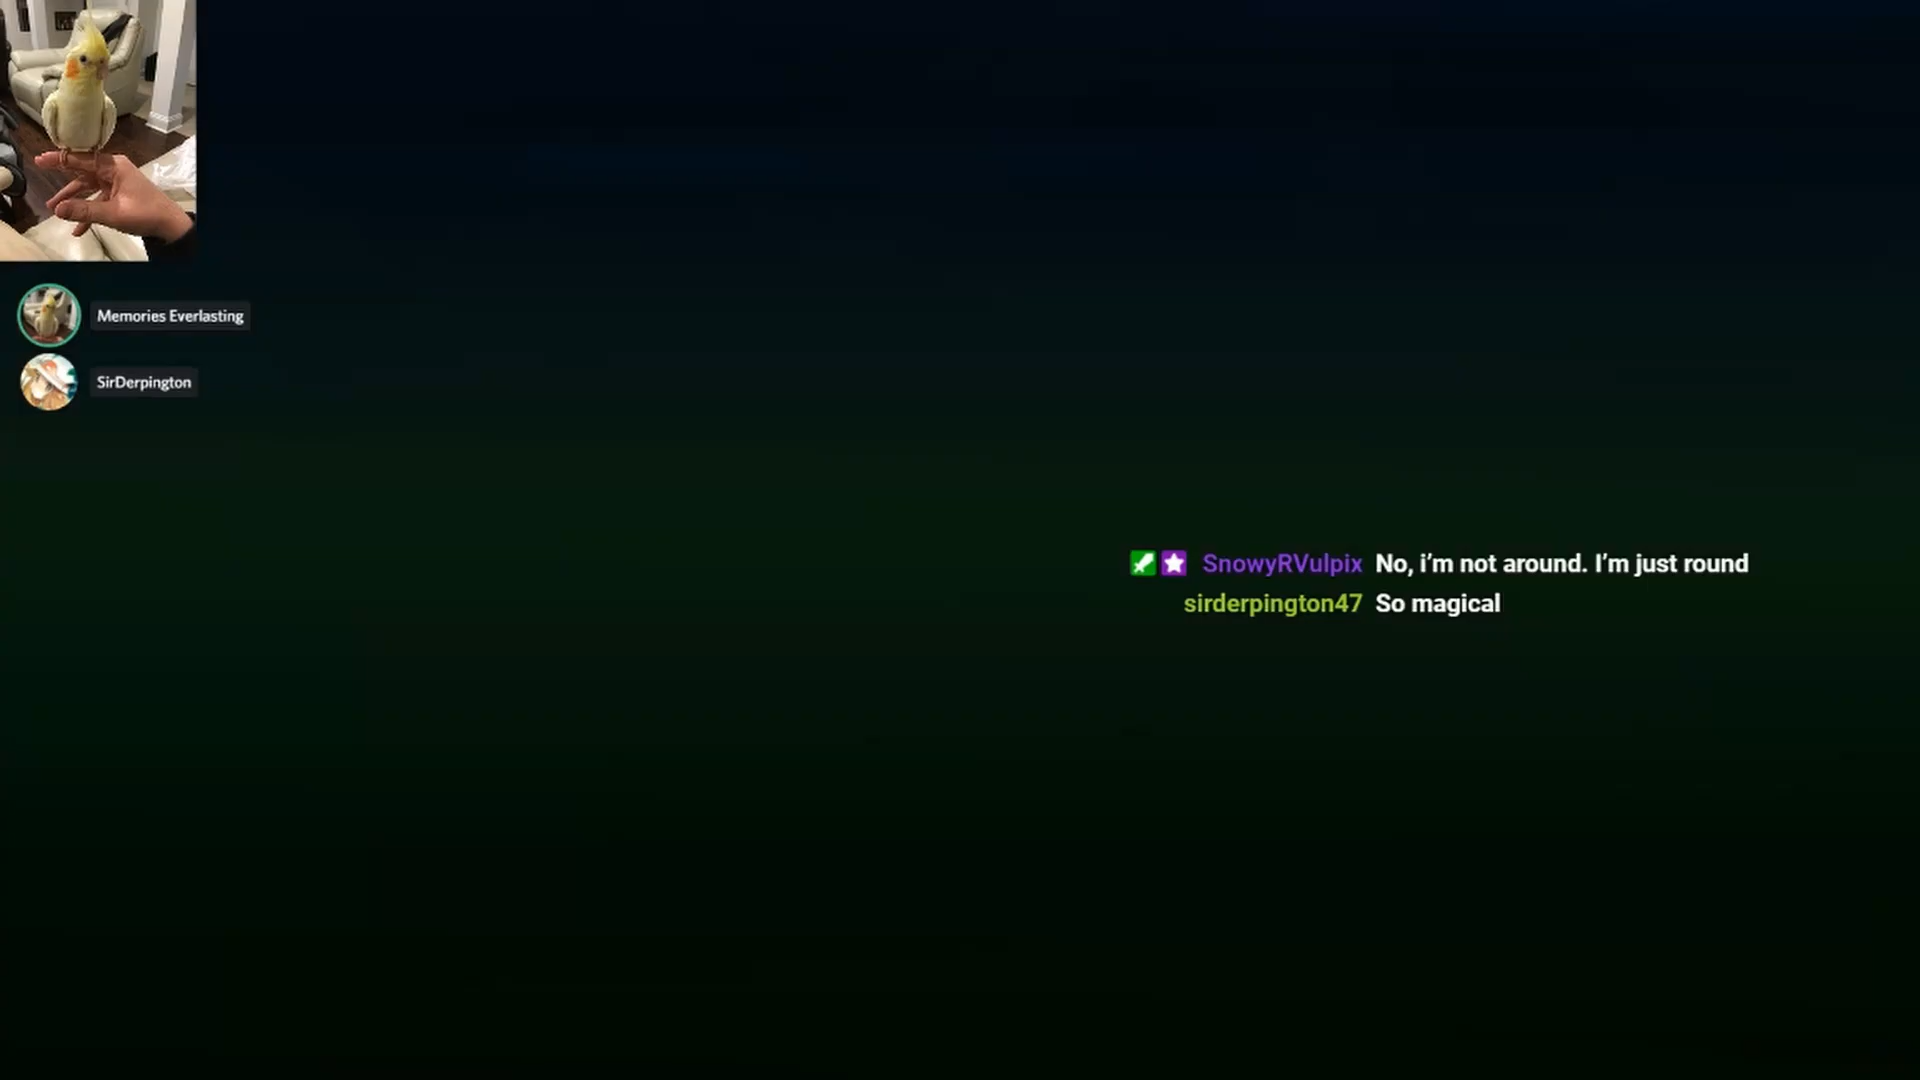 Memories Everlasting
SirDerpington
SnowyRVulpix No, i’m not around. I’m just round
sirderpington47 So magical